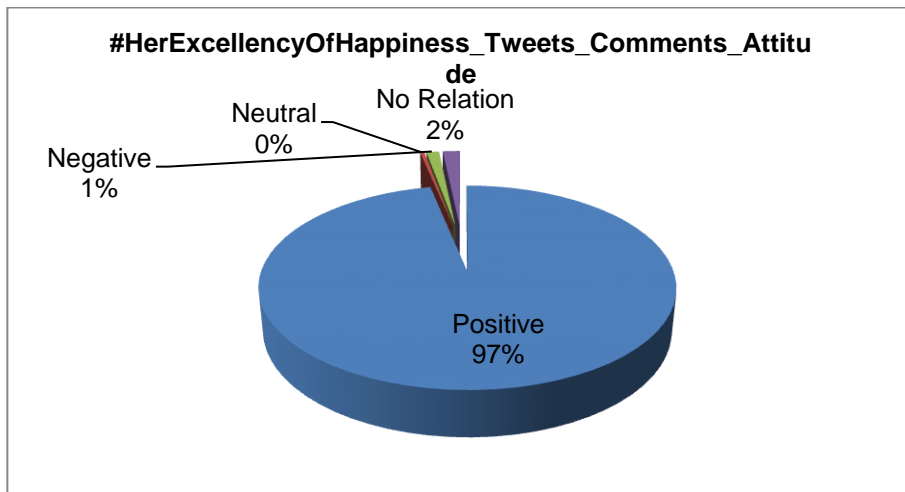 #HerExcellencyOfHappiness_Tweets_Comments_Attitu
de
No Relation
2%
Neutral
0%
Negative
1%
Positive
97%